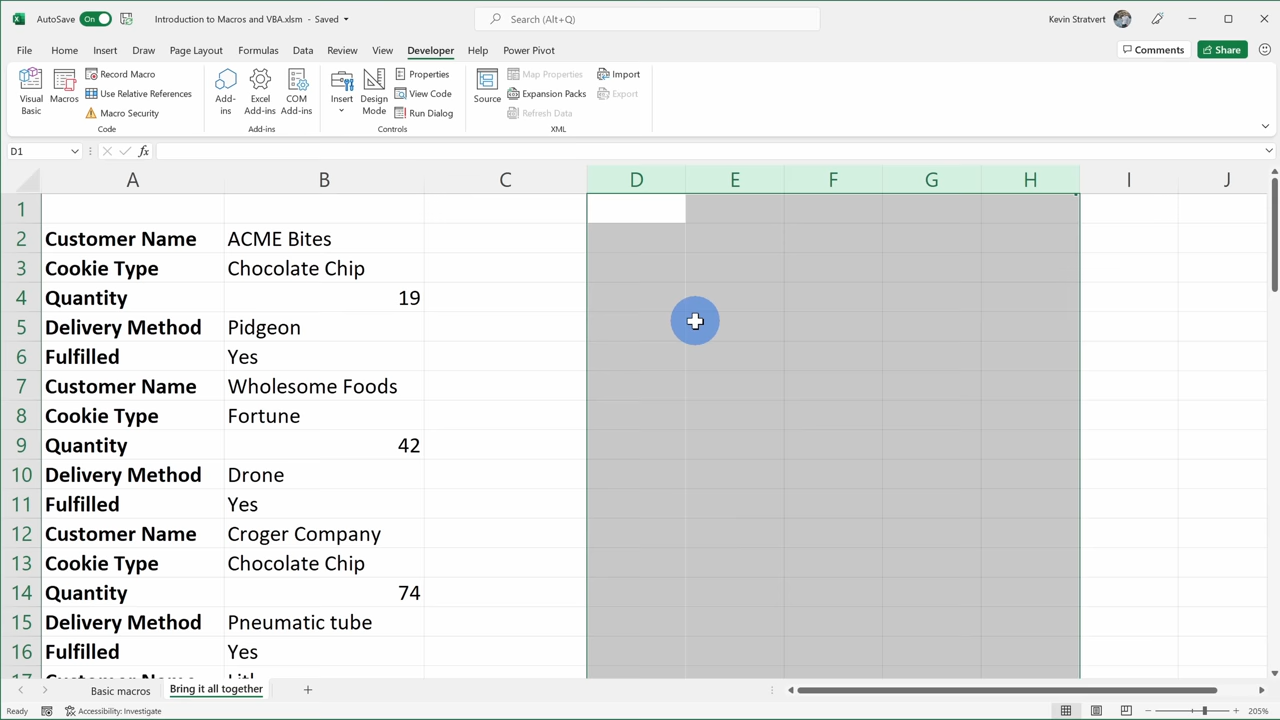 AutoSave On Introduction to Macros and VBA.xlsm - Saved Search (Alt+Q) Kevin Stratvert
File Home Insert Draw Page Layout Formulas Data Review View Developer Help Power Pivot Comments Share
Visual Basic
Macros
Record Macro
Use Relative References
Macro Security
Code
Add-ins
Excel Add-ins
COM Add-ins
Add-ins
Insert
Design Mode
Properties
View Code
Run Dialog
Controls
Source
Map Properties
Expansion Packs
Refresh Data
Import
Export
XML
D1 fx
A B C D E F G H I J
1
2 Customer Name ACME Bites
3 Cookie Type Chocolate Chip
4 Quantity 19
5 Delivery Method Pidgeon
6 Fulfilled Yes
7 Customer Name Wholesome Foods
8 Cookie Type Fortune
9 Quantity 42
10 Delivery Method Drone
11 Fulfilled Yes
12 Customer Name Croger Company
13 Cookie Type Chocolate Chip
14 Quantity 74
15 Delivery Method Pneumatic tube
16 Fulfilled Yes
17 Customer Name
Basic macros Bring it all together
Ready Accessibility: Investigate 205%